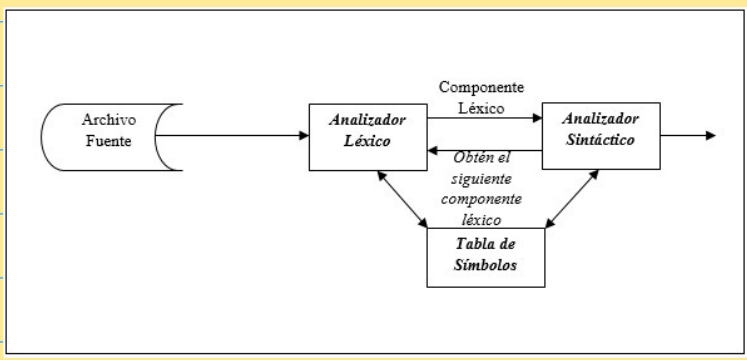 Componente
Léxico
Archivo
Fuente
Analizador
Léxico
Analizador
Sintáctico
Obtén el
siguiente
componente
léxico
Tabla de
Símbolos